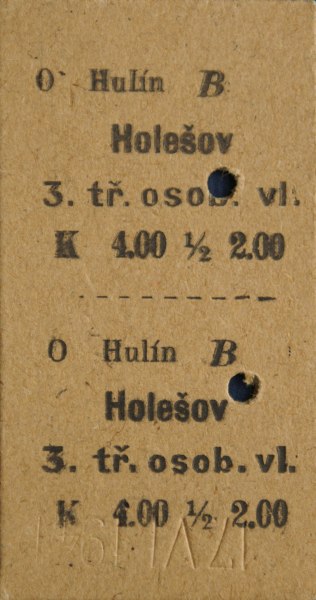 O Hulín B
Holešov
3. tř. osob. vl.
K 4.00 ½ 2.00
O Hulín B
Holešov
3. tř. osob. vl.
K 4.00 ½ 2.00